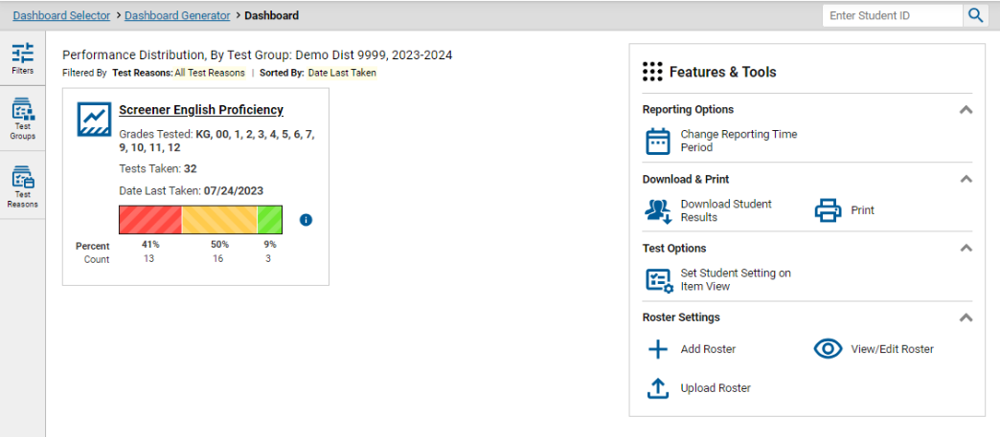 Dashboard Selector > Dashboard Generator > Dashboard
Enter Student ID
Filters
Test
Groups
Test
Reasons
Performance Distribution, By Test Group: Demo Dist 9999, 2023-2024
Filtered By Test Reasons: All Test Reasons | Sorted By: Date Last Taken
Screener English Proficiency
Grades Tested: KG, 00, 1, 2, 3, 4, 5, 6, 7,
9, 10, 11, 12
Tests Taken: 32
Date Last Taken: 07/24/2023
i
Percent 41% 50% 9%
Count 13 16 3
Features & Tools
Reporting Options
Change Reporting Time
Period
Download & Print
Download Student
Results
Print
Test Options
Set Student Setting on
Item View
Roster Settings
Add Roster
View/Edit Roster
Upload Roster